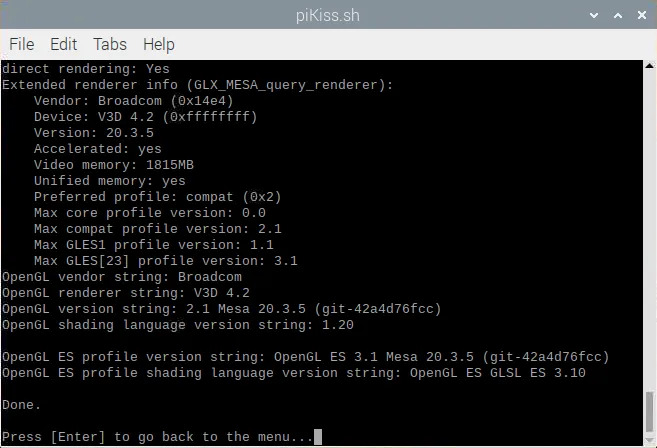 piKiss.sh
File Edit Tabs Help
direct rendering: Yes
Extended renderer info (GLX_MESA_query_renderer):
    Vendor: Broadcom (0x14e4)
    Device: V3D 4.2 (0xffffffff)
    Version: 20.3.5
    Accelerated: yes
    Video memory: 1815MB
    Unified memory: yes
    Preferred profile: compat (0x2)
    Max core profile version: 0.0
    Max compat profile version: 2.1
    Max GLES1 profile version: 1.1
    Max GLES[23] profile version: 3.1
OpenGL vendor string: Broadcom
OpenGL renderer string: V3D 4.2
OpenGL version string: 2.1 Mesa 20.3.5 (git-42a4d76fcc)
OpenGL shading language version string: 1.20

OpenGL ES profile version string: OpenGL ES 3.1 Mesa 20.3.5 (git-42a4d76fcc)
OpenGL ES profile shading language version string: OpenGL ES GLSL ES 3.10

Done.

Press [Enter] to go back to the menu...